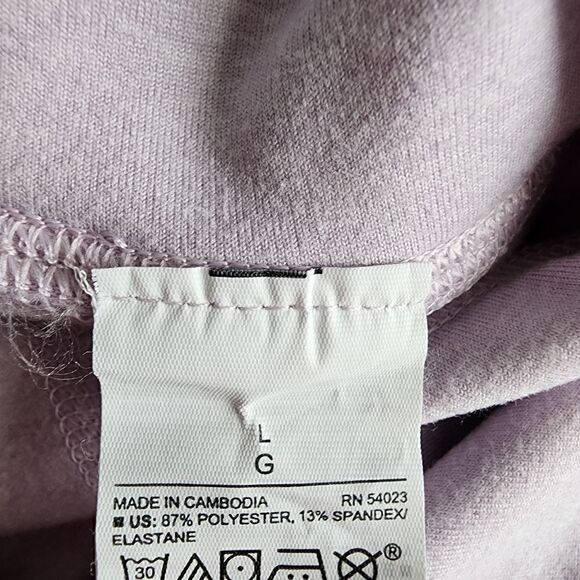 L
G
MADE IN CAMBODIA RN 54023
US: 87% POLYESTER, 13% SPANDEX/
ELASTANE
30 ®